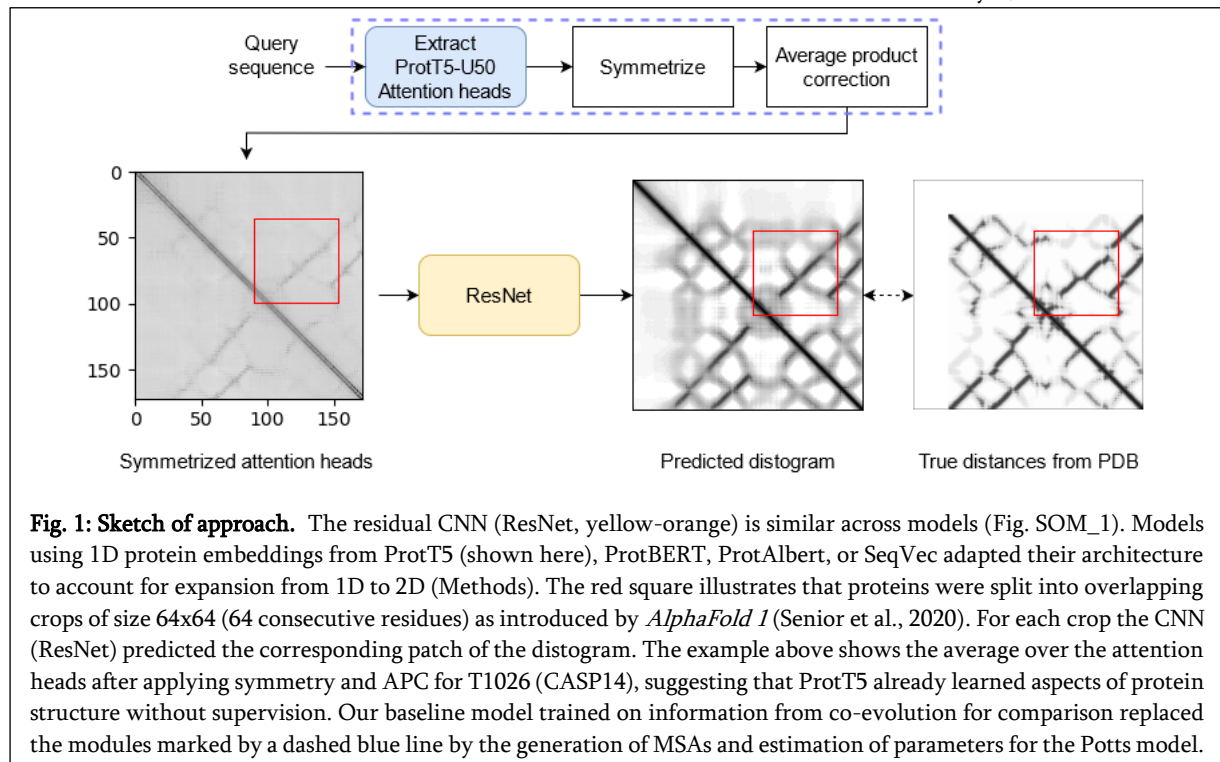 Query
sequence
Extract
ProtT5-U50
Attention heads
Symmetrize
Average product
correction
0
50
100
150
0
50
100
150
ResNet
Symmetrized attention heads
Predicted distogram
True distances from PDB
Fig. 1: Sketch of approach. The residual CNN (ResNet, yellow-orange) is similar across models (Fig. SOM_1). Models
using 1D protein embeddings from ProtT5 (shown here), ProtBERT, ProtAlbert, or SeqVec adapted their architecture
to account for expansion from 1D to 2D (Methods). The red square illustrates that proteins were split into overlapping
crops of size 64x64 (64 consecutive residues) as introduced by AlphaFold 1 (Senior et al., 2020). For each crop the CNN
(ResNet) predicted the corresponding patch of the distogram. The example above shows the average over the attention
heads after applying symmetry and APC for T1026 (CASP14), suggesting that ProtT5 already learned aspects of protein
structure without supervision. Our baseline model trained on information from co-evolution for comparison replaced
the modules marked by a dashed blue line by the generation of MSAs and estimation of parameters for the Potts model.